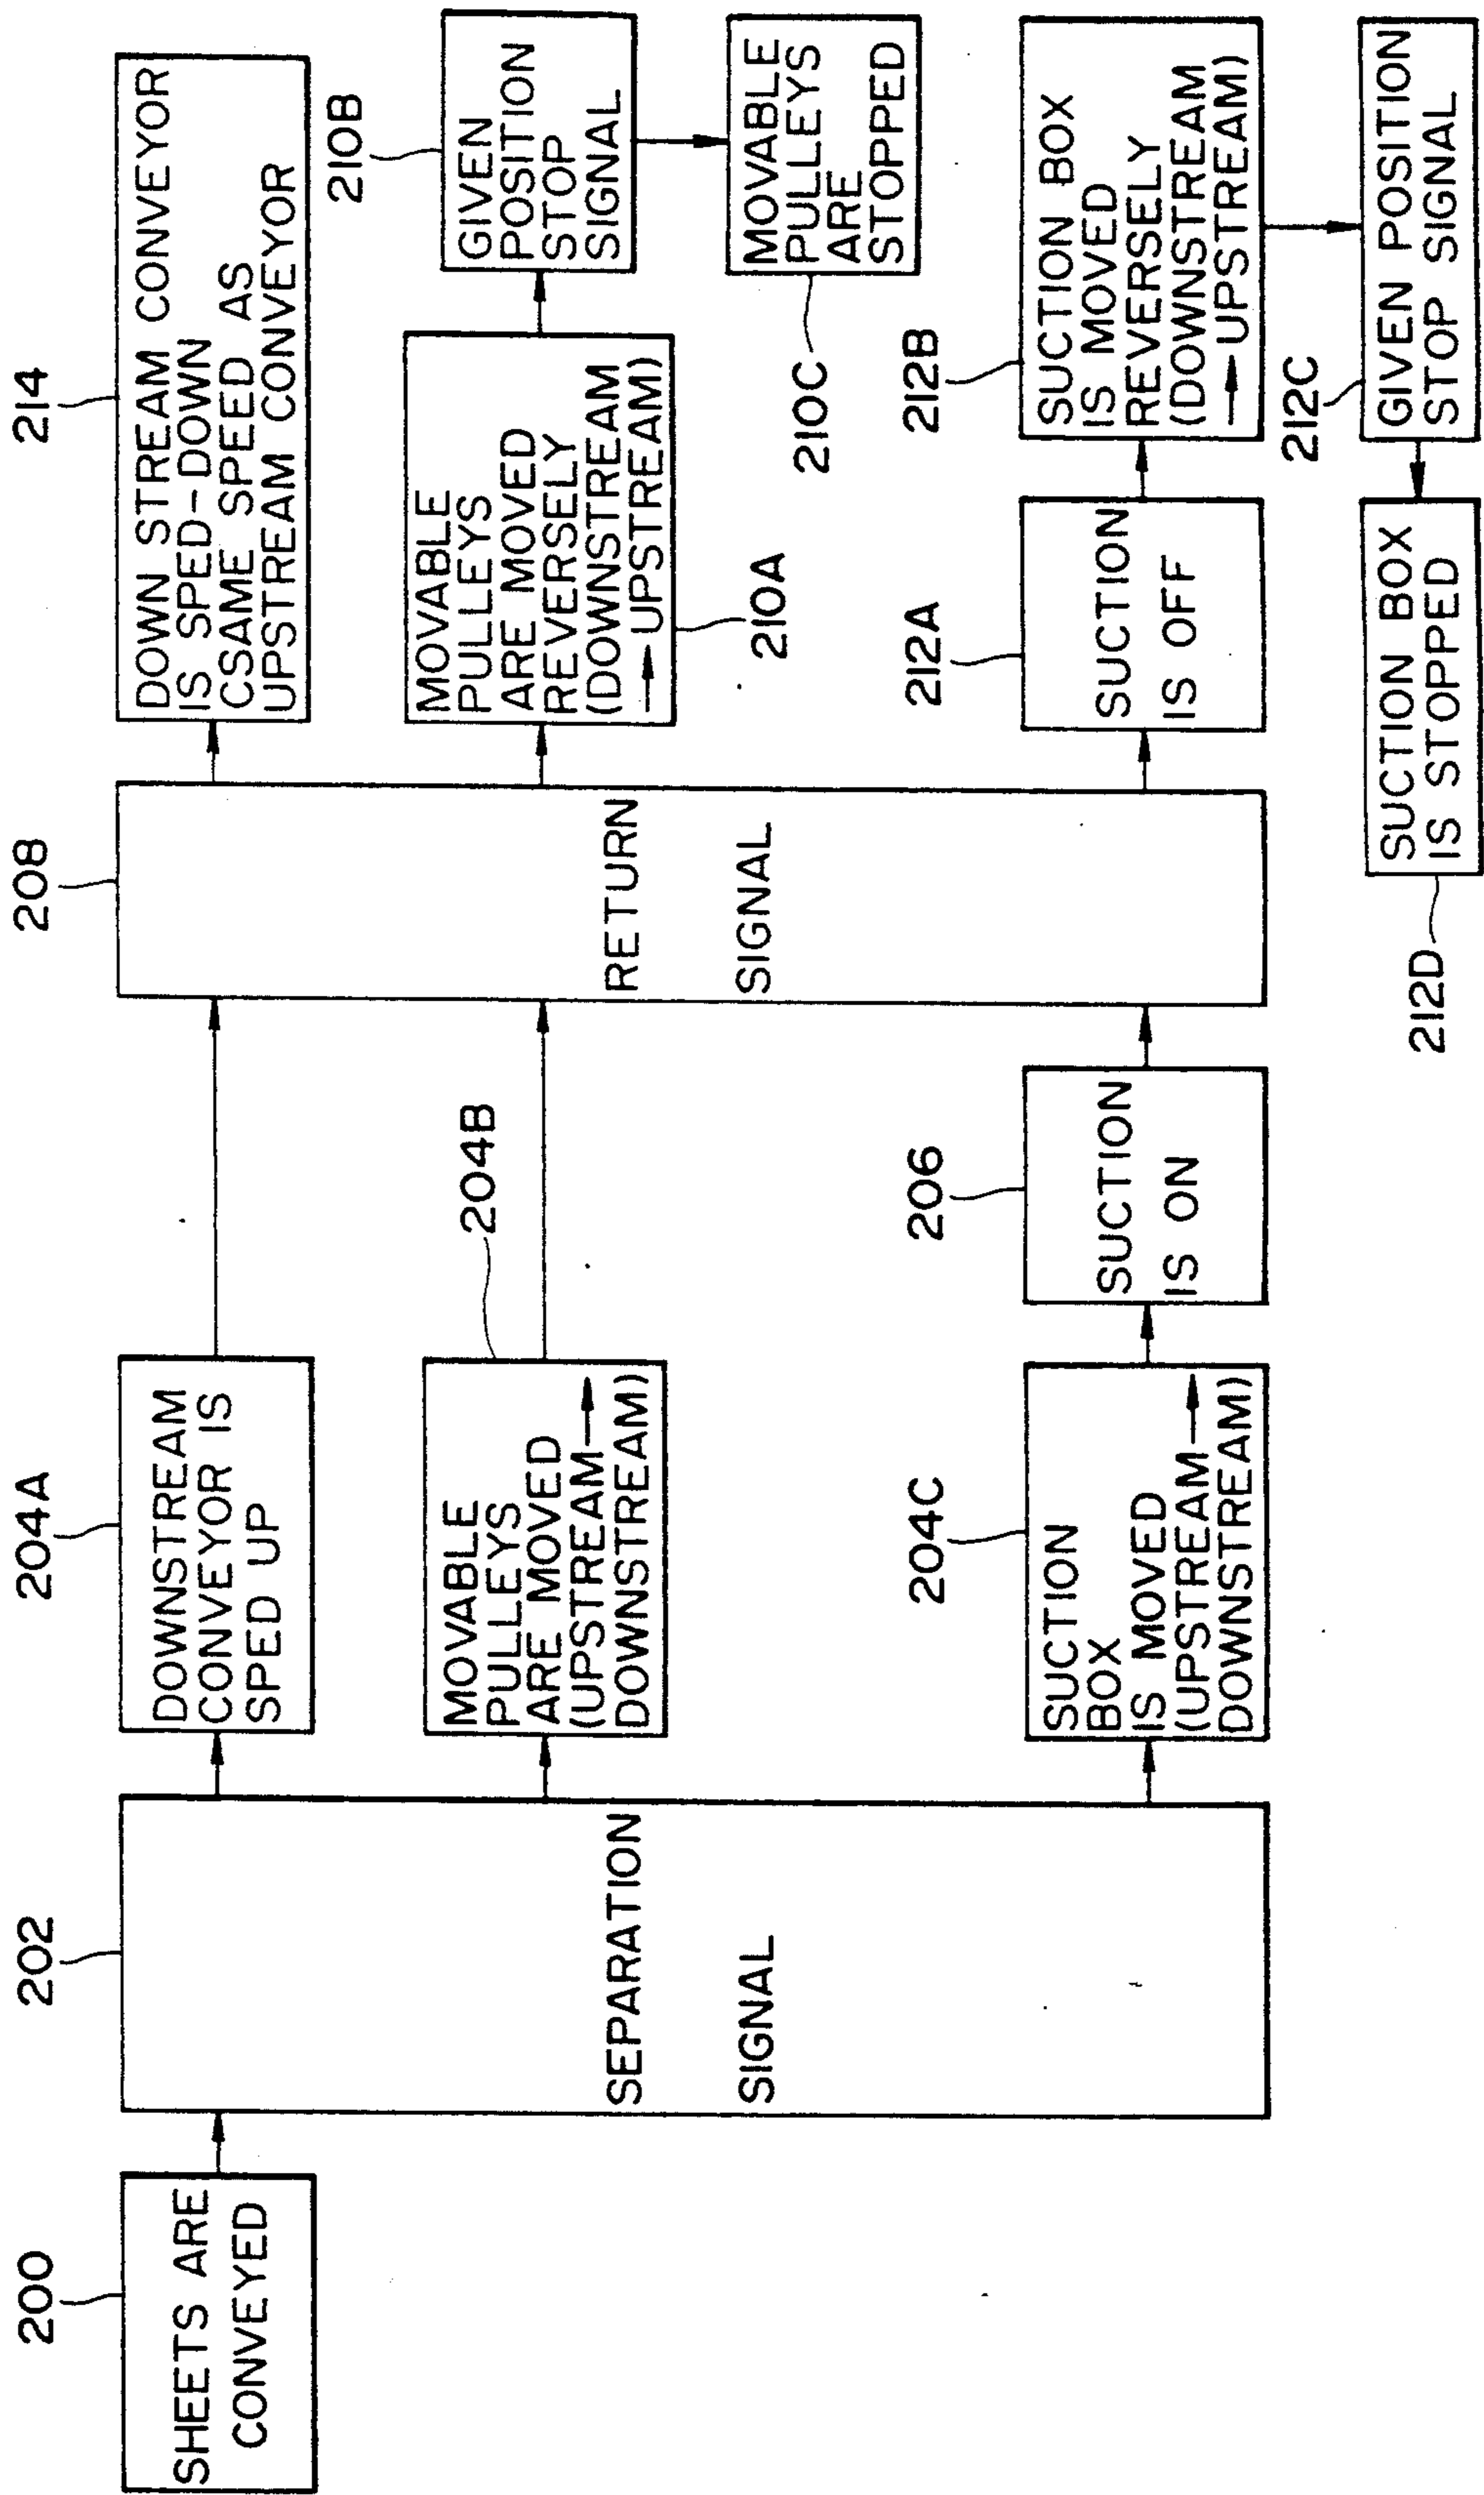 200
SHEETS ARE
CONVEYED
202
SEPARATION
SIGNAL
204A
DOWNSTREAM
CONVEYOR IS
SPED UP
204B
MOVABLE
PULLEYS
ARE MOVED
(UPSTREAM →
DOWNSTREAM)
204C
SUCTION
BOX
IS MOVED
(UPSTREAM →
DOWNSTREAM)
206
SUCTION
IS ON
208
RETURN
SIGNAL
214
DOWN STREAM CONVEYOR
IS SPED-DOWN
CSAME SPEED AS
UPSTREAM CONVEYOR
MOVABLE
PULLEYS
ARE MOVED
REVERSELY
(DOWNSTREAM
→ UPSTREAM)
210A
210B
GIVEN
POSITION
STOP
SIGNAL
MOVABLE
PULLEYS
ARE
STOPPED
210C
212A
SUCTION
IS OFF
212B
SUCTION BOX
IS MOVED
REVERSELY
(DOWNSTREAM
→ UPSTREAM)
212C
GIVEN POSITION
STOP SIGNAL
SUCTION BOX
IS STOPPED
212D